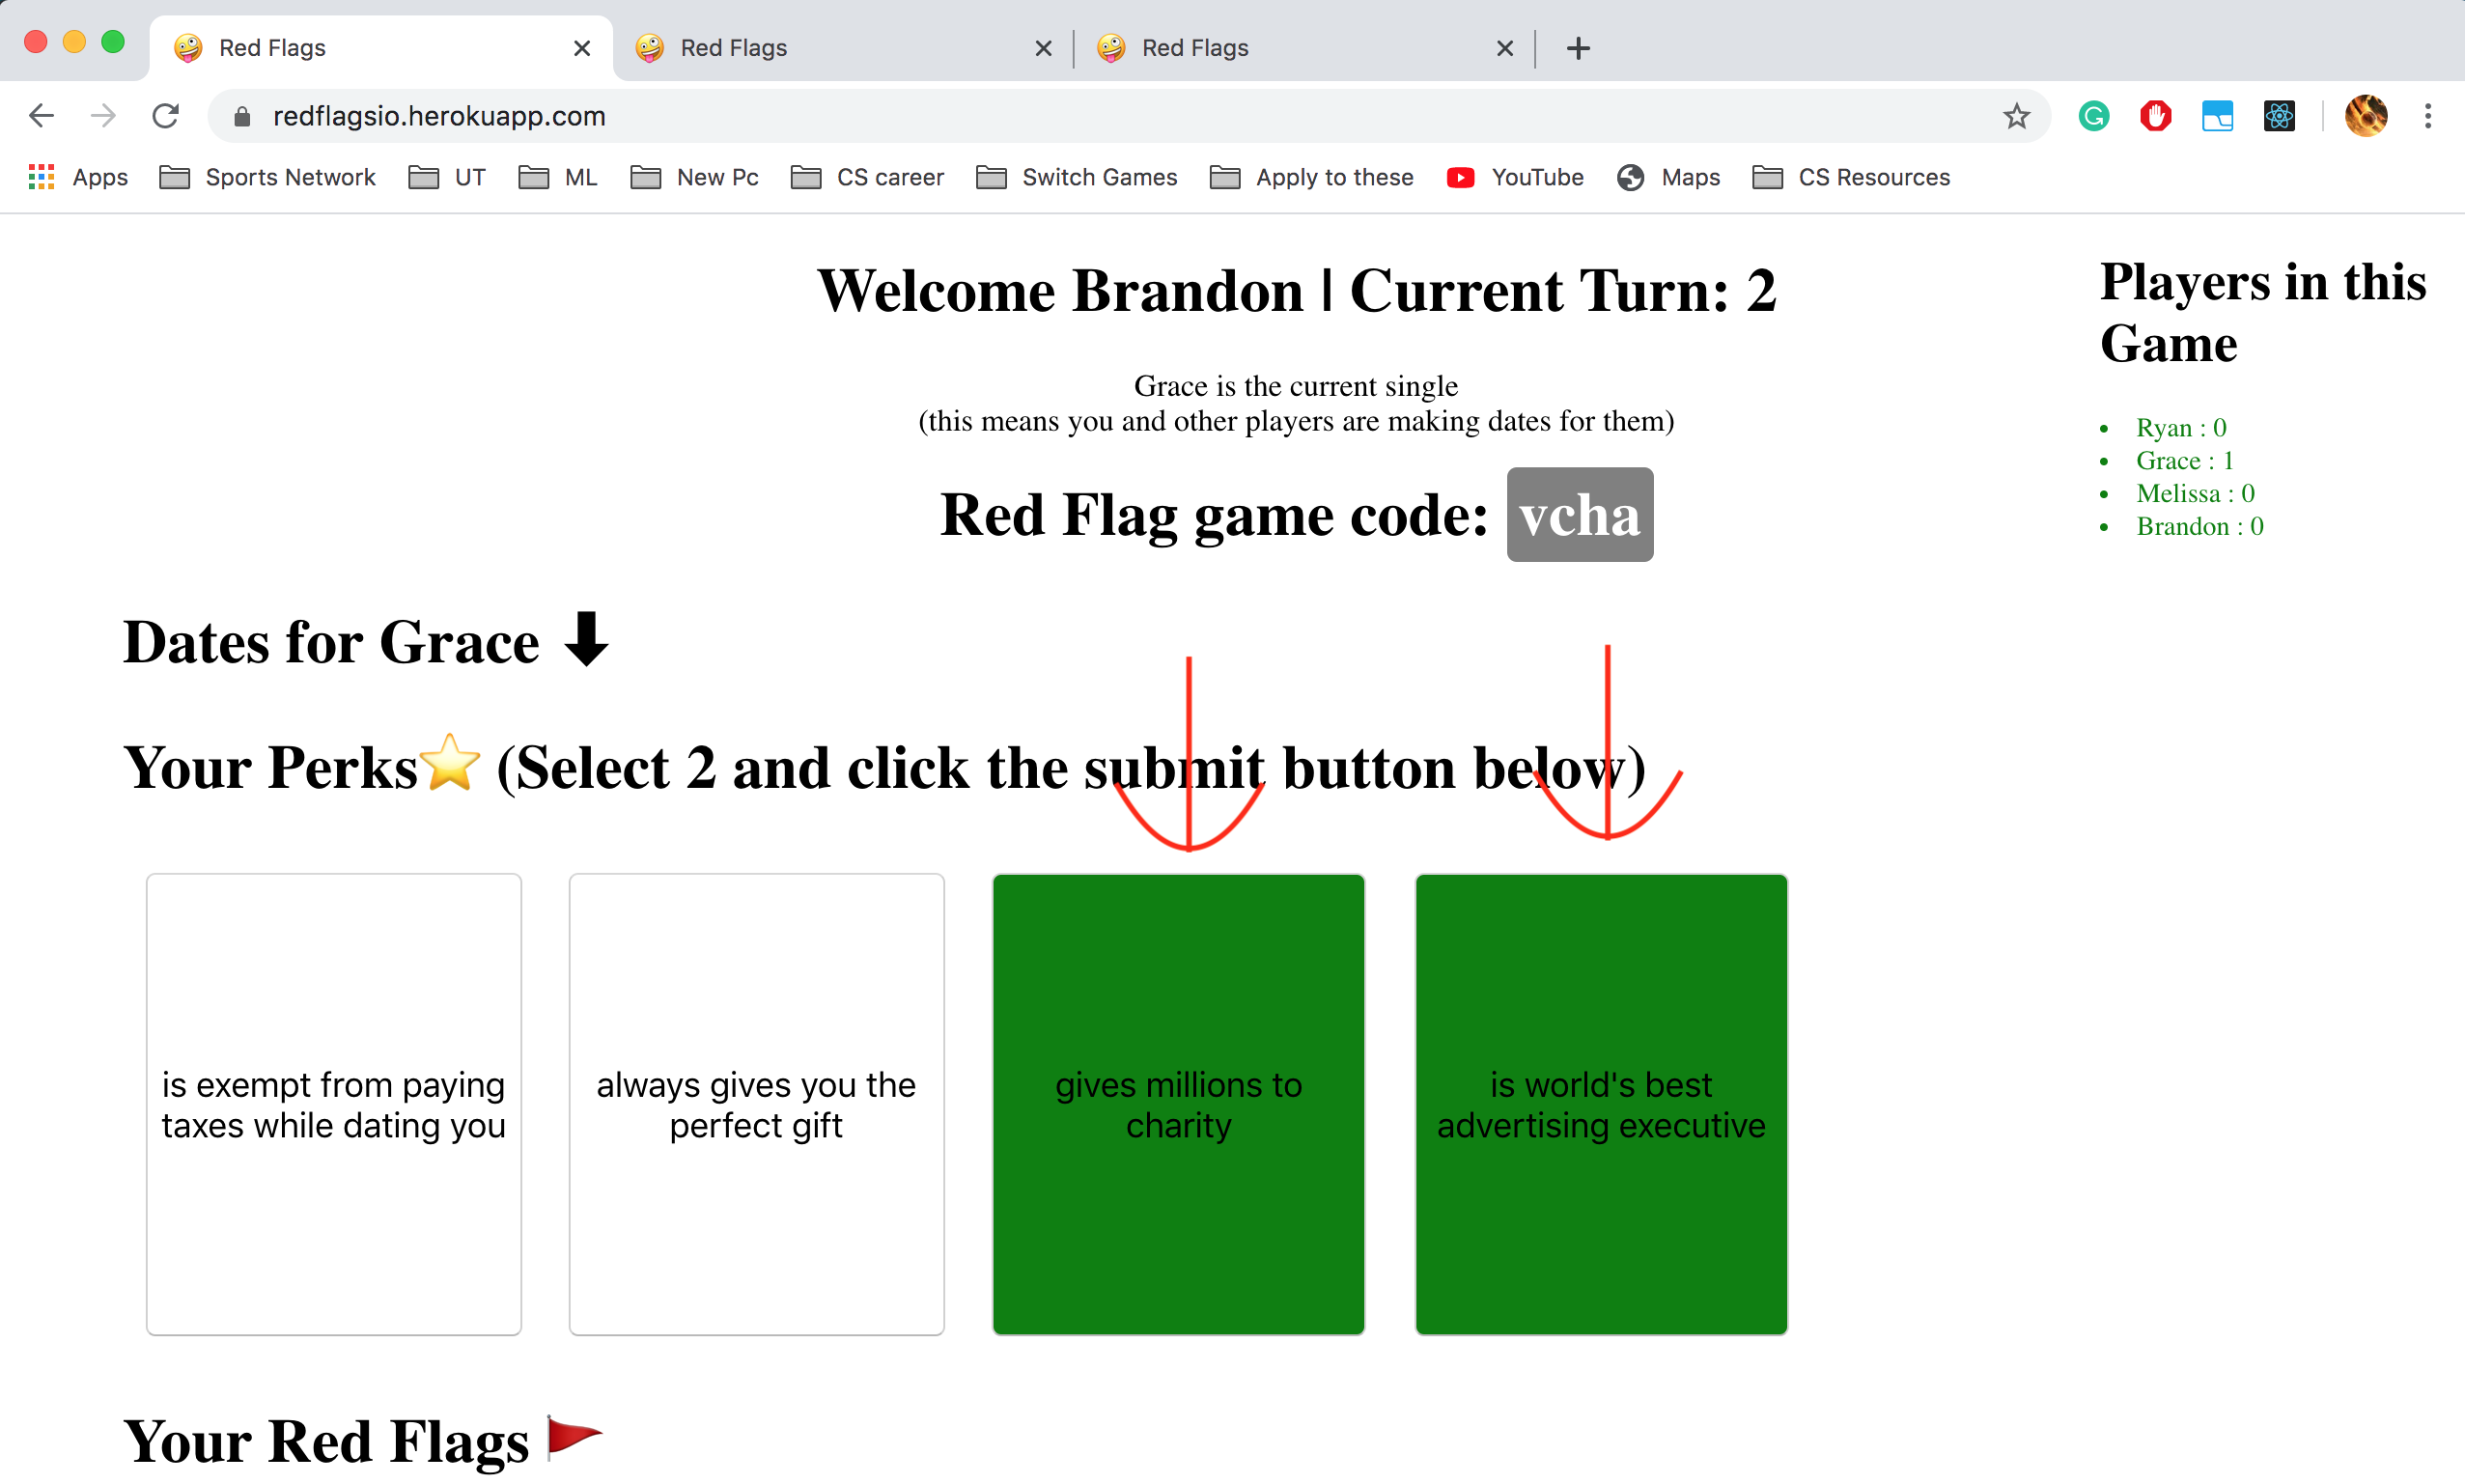 Red Flags
Red Flags
Red Flags
redflagsio.herokuapp.com
Apps
Sports Network
UT
ML
New Pc
CS career
Switch Games
Apply to these
YouTube
Maps
CS Resources
Welcome Brandon | Current Turn: 2
Grace is the current single
(this means you and other players are making dates for them)
Red Flag game code: vcha
Players in this
Game
Ryan : 0
Grace : 1
Melissa : 0
Brandon : 0
Dates for Grace ⬇
Your Perks⭐ (Select 2 and click the submit button below)
is exempt from paying
taxes while dating you
always gives you the
perfect gift
gives millions to
charity
is world's best
advertising executive
Your Red Flags 🚩